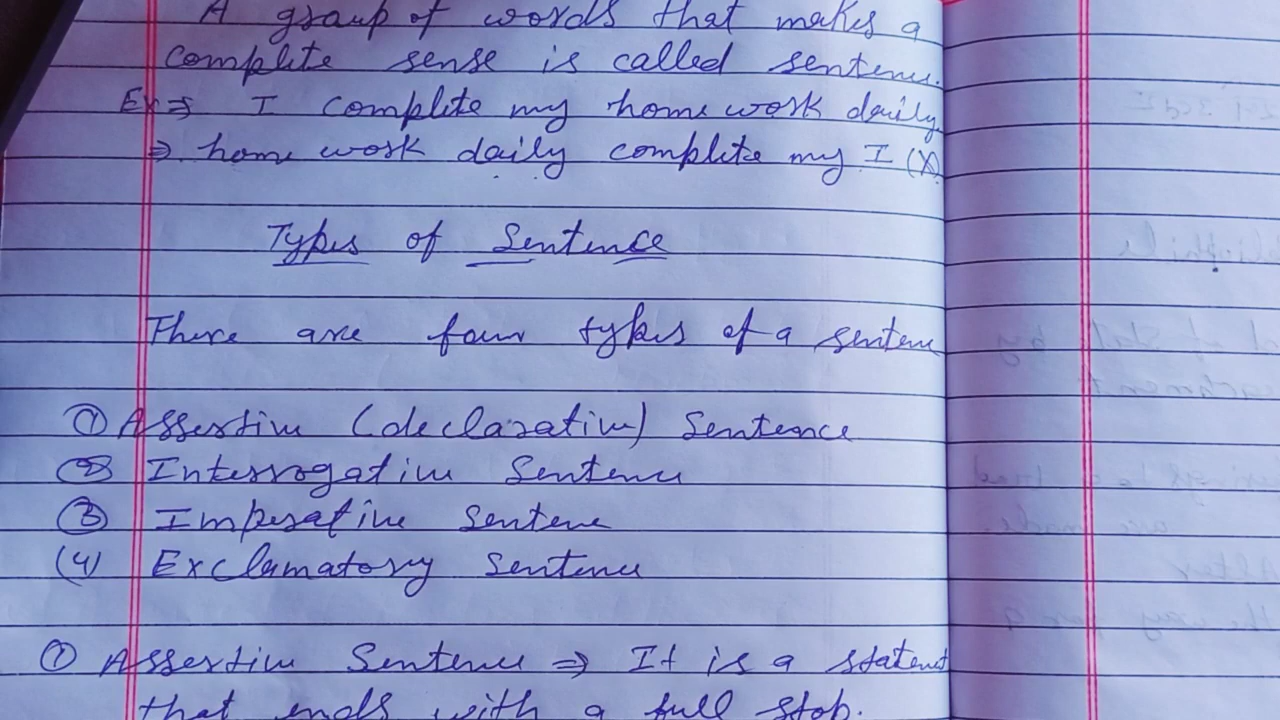 A group of words that makes a
complete sense is called sentence.
Ex ⇒ I complete my home work daily
⇒ home work daily complete my I (X)
Types of Sentence
There are four types of a sentence
① Assertive (declarative) Sentence
② Interrogative Sentence
③ Imperative Sentence
(4) Exclamatory Sentence
① Assertive Sentence ⇒ It is a statement
that ends with a full stop.